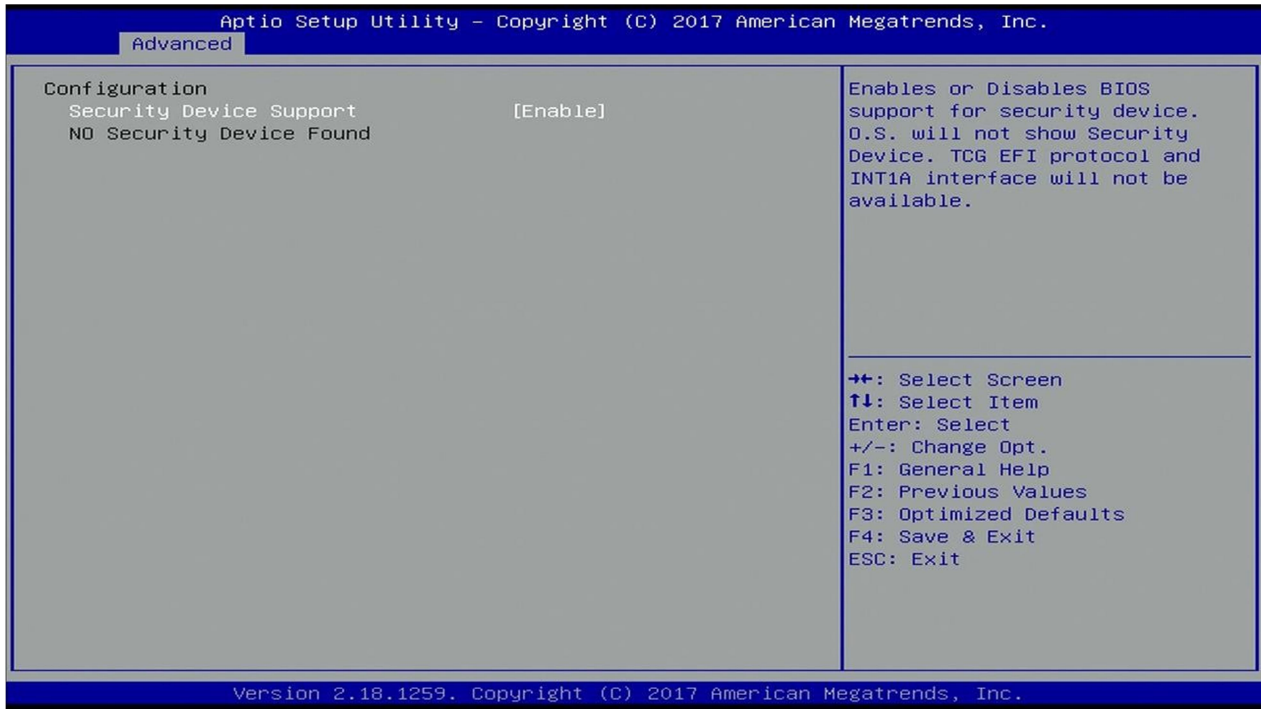 Aptio Setup Utility – Copyright (C) 2017 American Megatrends, Inc.
Advanced
Configuration
Security Device Support [Enable]
NO Security Device Found
Enables or Disables BIOS
support for security device.
O.S. will not show Security
Device. TCG EFI protocol and
INT1A interface will not be
available.
→←: Select Screen
↑↓: Select Item
Enter: Select
+/-: Change Opt.
F1: General Help
F2: Previous Values
F3: Optimized Defaults
F4: Save & Exit
ESC: Exit
Version 2.18.1259. Copyright (C) 2017 American Megatrends, Inc.